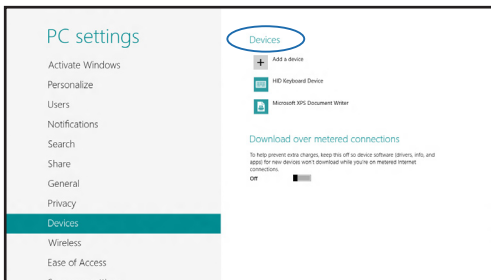 PC settings
Activate Windows
Personalize
Users
Notifications
Search
Share
General
Privacy
Devices
Wireless
Ease of Access
Devices
Add a device
HID Keyboard Device
Microsoft XPS Document Writer
Download over metered connections
To help prevent extra charges, keep this off so device software (drivers, info, and
apps) for new devices won't download while you're on metered Internet
connections.
Off